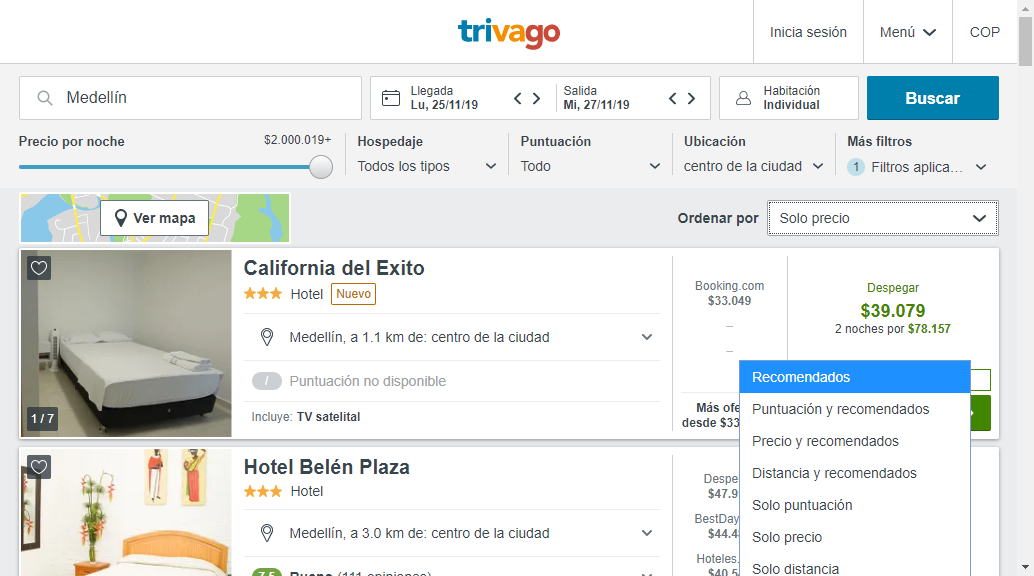 trivago
Inicia sesión
Menú
COP
Medellín
Llegada
Lu, 25/11/19
Salida
Mi, 27/11/19
Habitación
Individual
Buscar
Precio por noche
$2.000.019+
Hospedaje
Todos los tipos
Puntuación
Todo
Ubicación
centro de la ciudad
Más filtros
1 Filtros aplica...
Ver mapa
Ordenar por
Solo precio
California del Exito
Hotel
Nuevo
Medellín, a 1.1 km de: centro de la ciudad
/ Puntuación no disponible
Incluye: TV satelital
1 / 7
Booking.com
$33.049
–
–
Más ofe
desde $33
Despegar
$39.079
2 noches por $78.157
Recomendados
Puntuación y recomendados
Precio y recomendados
Distancia y recomendados
Solo puntuación
Solo precio
Solo distancia
Hotel Belén Plaza
Hotel
Medellín, a 3.0 km de: centro de la ciudad
7.5 Bueno (111 opiniones)
Despe
$47.9
BestDay
$44.4
Hoteles.
$40.5